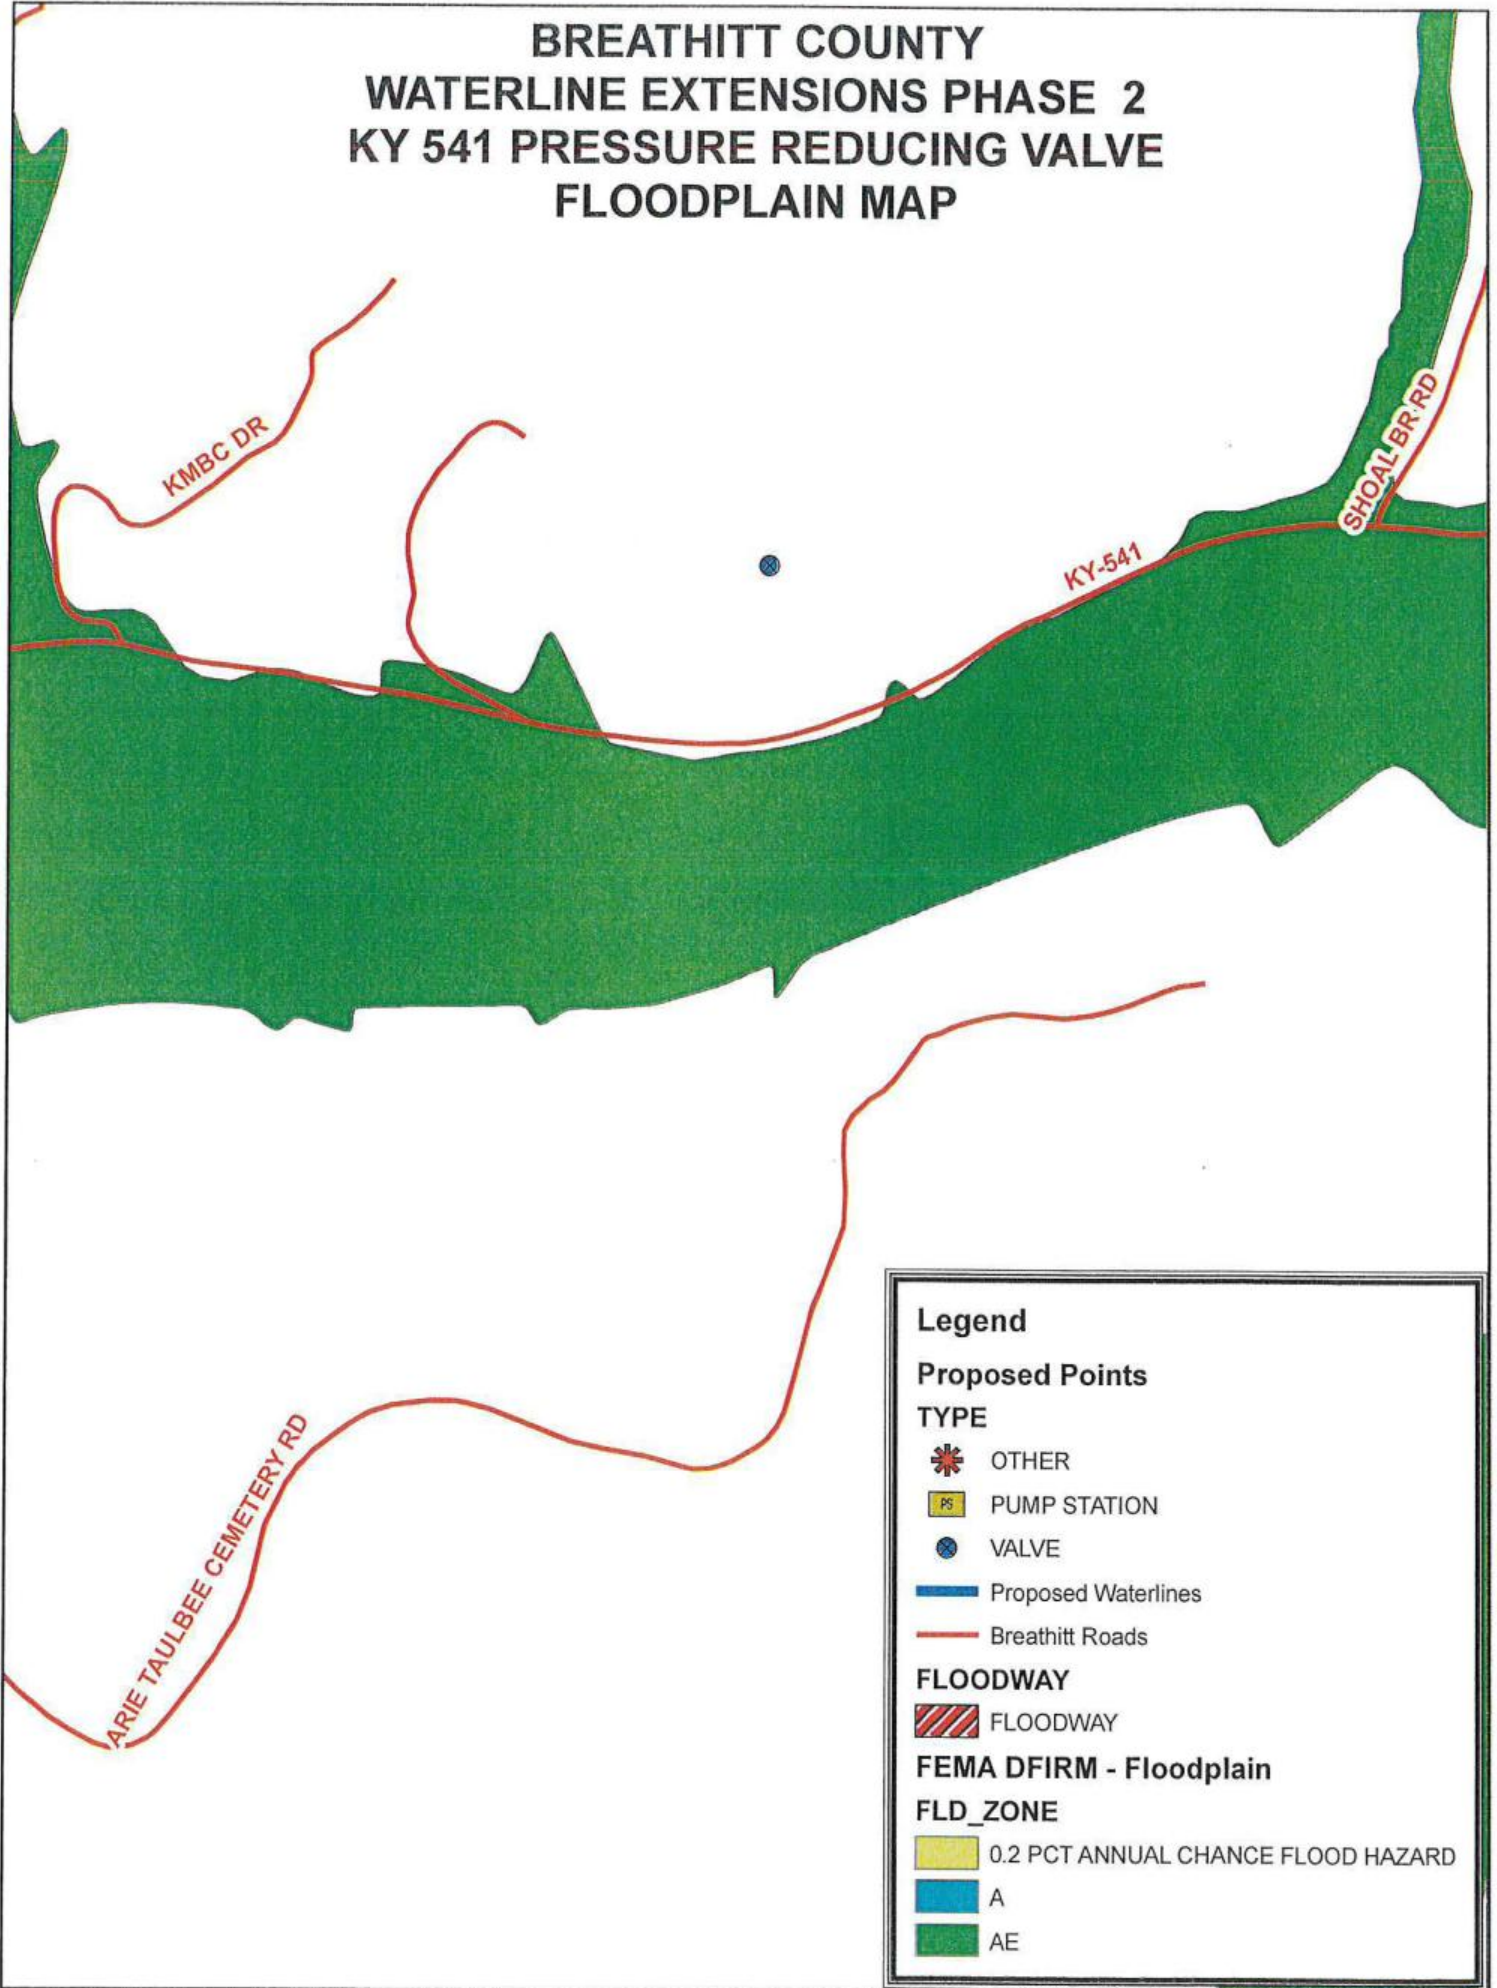 BREATHITT COUNTY
WATERLINE EXTENSIONS PHASE 2
KY 541 PRESSURE REDUCING VALVE
FLOODPLAIN MAP
KMBC DR
SHOAL BR RD
KY-541
ARIE TAULBEE CEMETERY RD
Legend
Proposed Points
TYPE
OTHER
PS PUMP STATION
VALVE
Proposed Waterlines
Breathitt Roads
FLOODWAY
FLOODWAY
FEMA DFIRM - Floodplain
FLD_ZONE
0.2 PCT ANNUAL CHANCE FLOOD HAZARD
A
AE